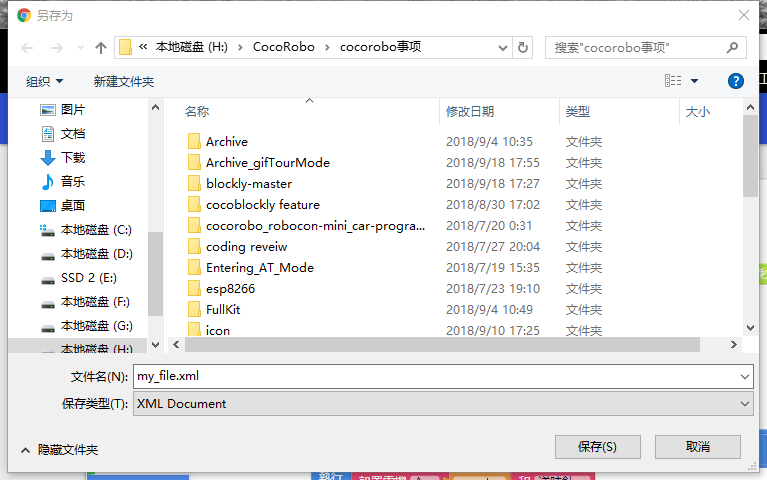 另存为
« 本地磁盘 (H:) › CocoRobo › cocorobo事项
搜索"cocorobo事项"
组织 新建文件夹
图片
文档
下载
音乐
桌面
本地磁盘 (C:)
本地磁盘 (D:)
SSD 2 (E:)
本地磁盘 (F:)
本地磁盘 (G:)
本地磁盘 (H:)
名称 修改日期 类型 大小
Archive 2018/9/4 10:35 文件夹
Archive_gifTourMode 2018/9/18 17:55 文件夹
blockly-master 2018/9/18 17:27 文件夹
cocoblockly feature 2018/8/30 17:02 文件夹
cocorobo_robocon-mini_car-progra... 2018/7/20 0:31 文件夹
coding reveiw 2018/7/27 20:04 文件夹
Entering_AT_Mode 2018/7/19 15:35 文件夹
esp8266 2018/7/23 19:10 文件夹
FullKit 2018/9/4 10:49 文件夹
icon 2018/9/10 17:25 文件夹
文件名(N): my_file.xml
保存类型(T): XML Document
隐藏文件夹 保存(S) 取消